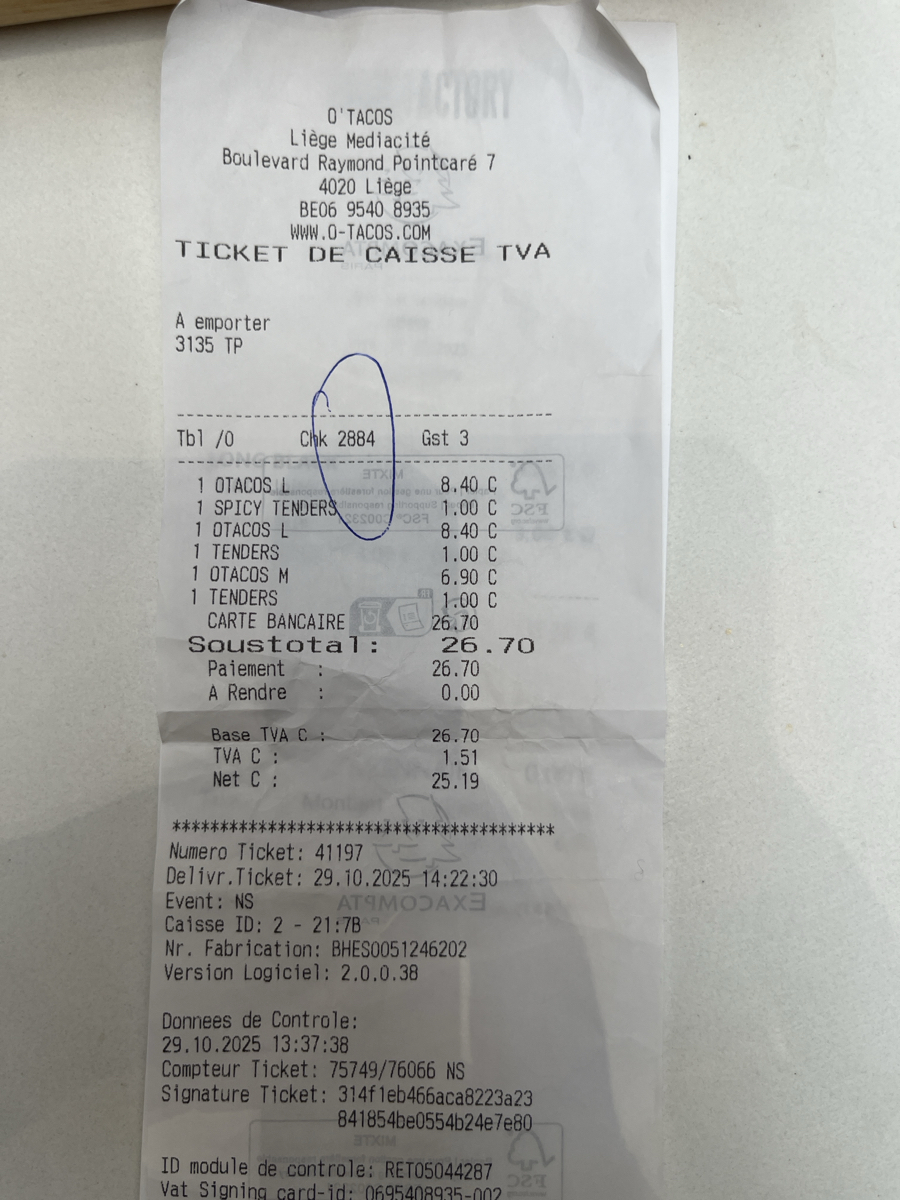 O'TACOS
Liège Mediacité
Boulevard Raymond Pointcaré 7
4020 Liège
BE06 9540 8935
WWW.O-TACOS.COM
TICKET DE CAISSE TVA
A emporter
3135 TP
----------------------------------------
Tbl /0 Chk 2884 Gst 3
----------------------------------------
1 OTACOS L 8.40 C
1 SPICY TENDERS 1.00 C
1 OTACOS L 8.40 C
1 TENDERS 1.00 C
1 OTACOS M 6.90 C
1 TENDERS 1.00 C
CARTE BANCAIRE 26.70
Soustotal: 26.70
Paiement : 26.70
A Rendre : 0.00
Base TVA C : 26.70
TVA C : 1.51
Net C : 25.19
****************************************
Numero Ticket: 41197
Delivr.Ticket: 29.10.2025 14:22:30
Event: NS
Caisse ID: 2 - 21:7B
Nr. Fabrication: BHES0051246202
Version Logiciel: 2.0.0.38
Donnees de Controle:
29.10.2025 13:37:38
Compteur Ticket: 75749/76066 NS
Signature Ticket: 314f1eb466aca8223a23
841854be0554b24e7e80
ID module de controle: RET05044287
Vat Signing card-id: 0695408935-002